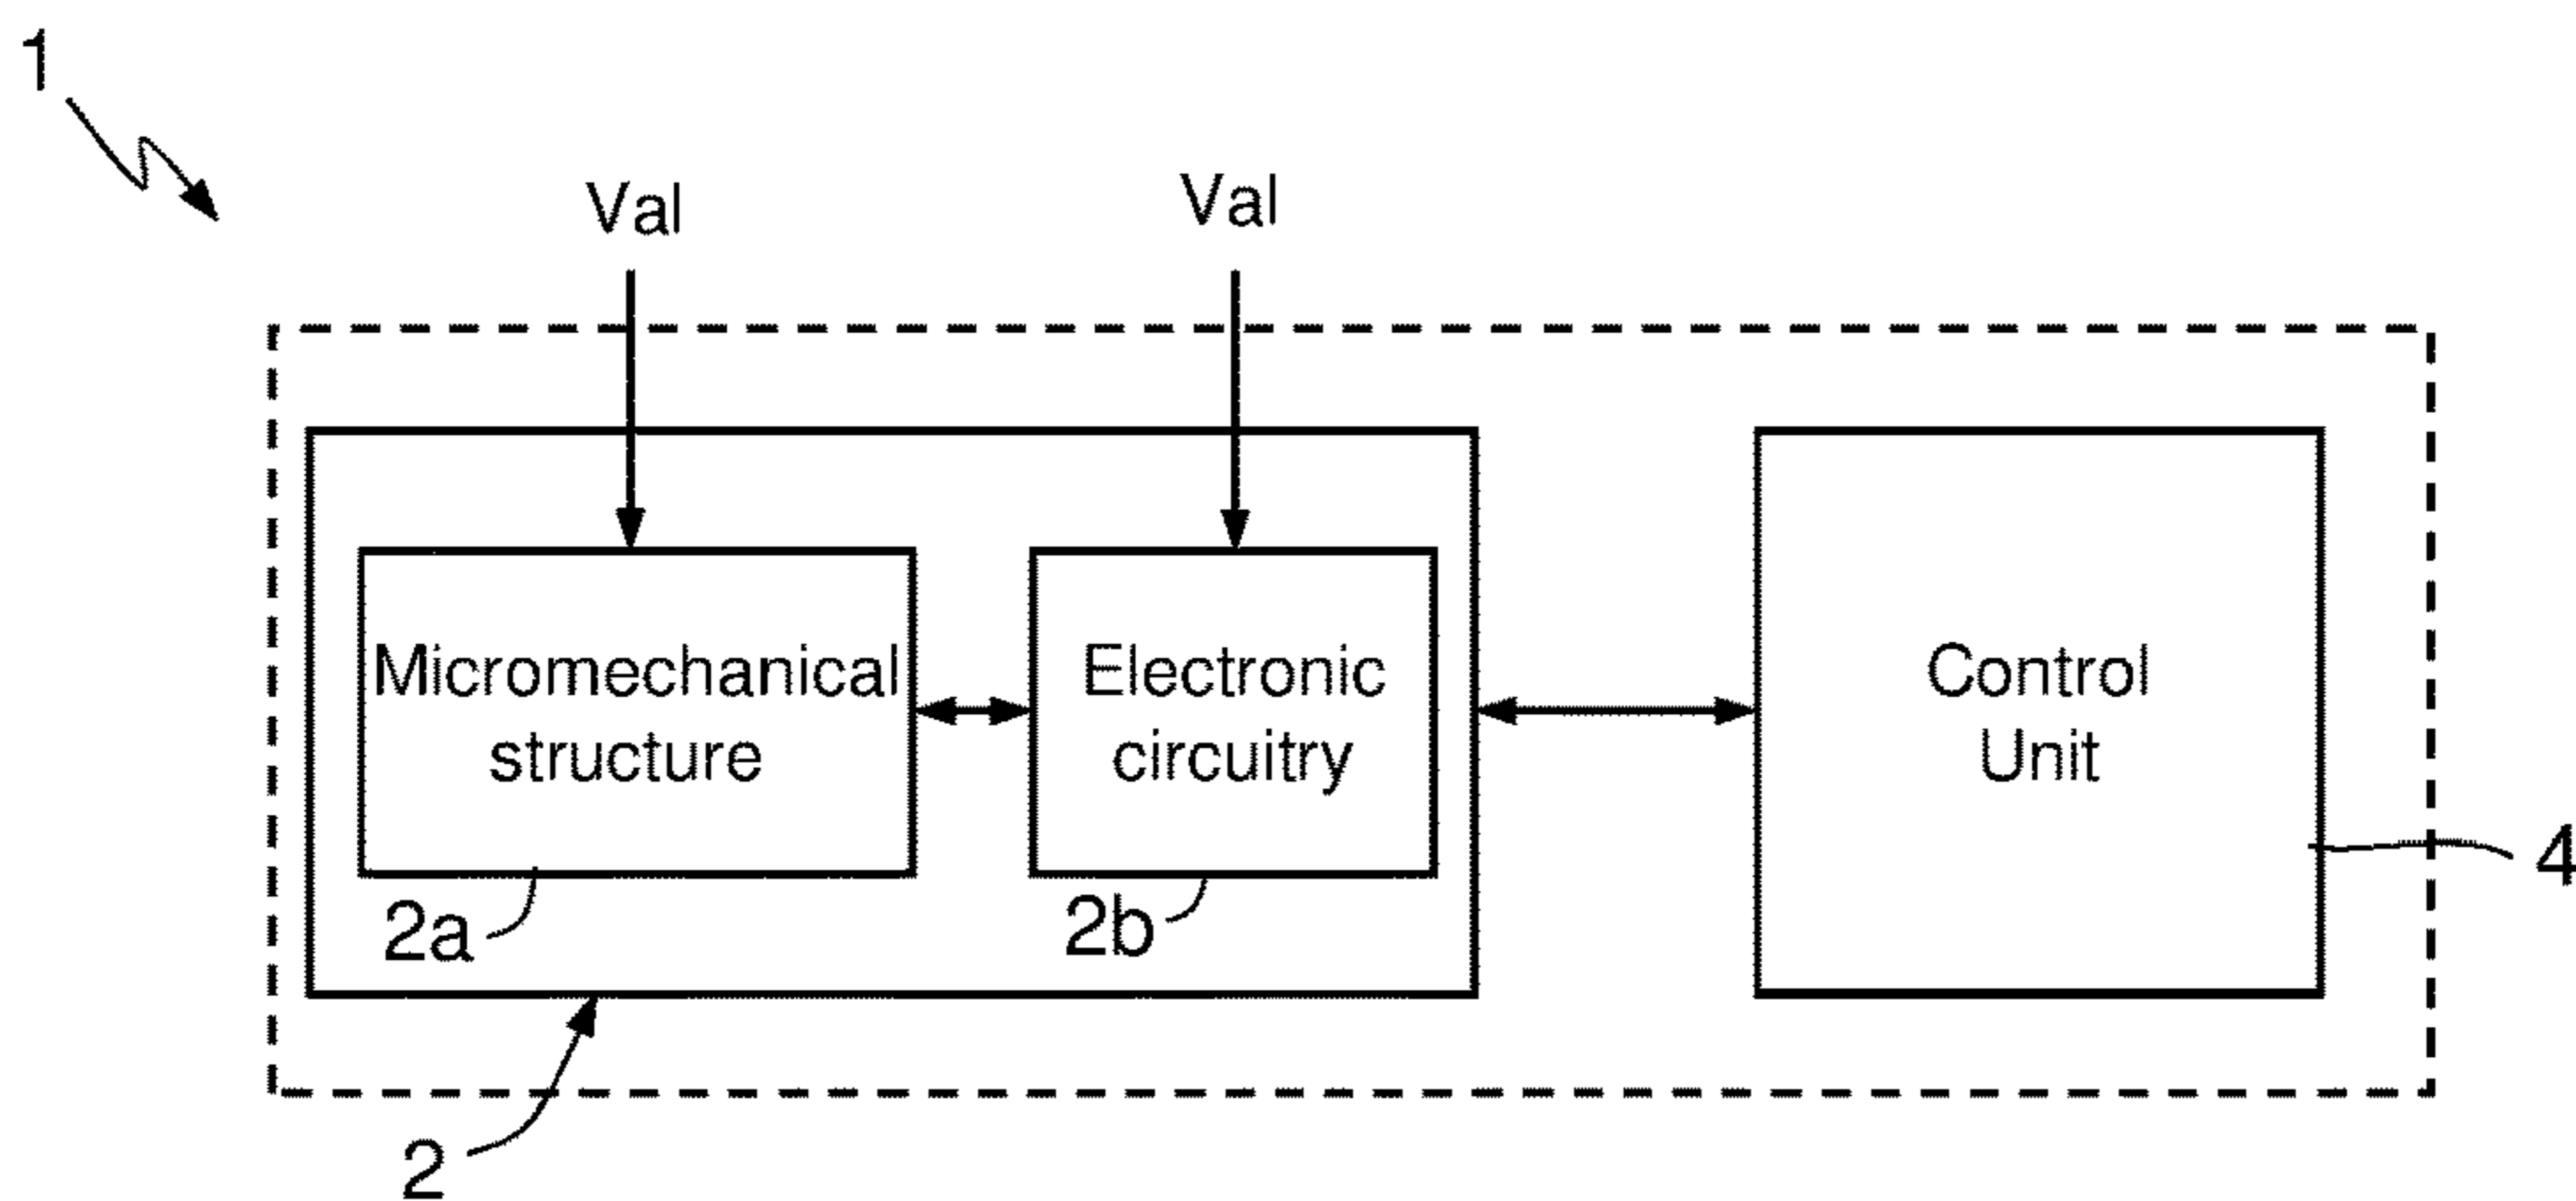 1
Val
Val
Micromechanical
structure
Electronic
circuitry
Control
Unit
2a
2b
4
2